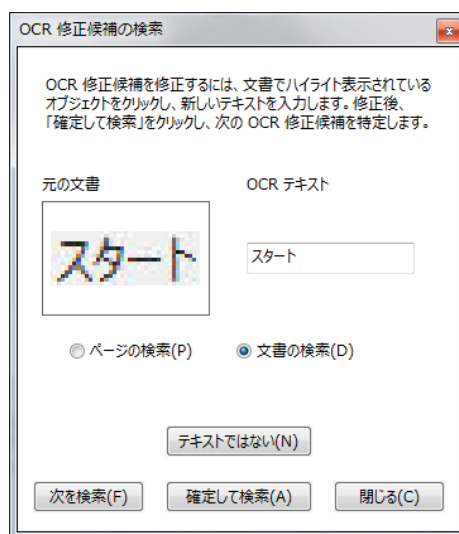 OCR 修正候補の検索
OCR 修正候補を修正するには、文書でハイライト表示されている
オブジェクトをクリックし、新しいテキストを入力します。修正後、
「確定して検索」をクリックし、次の OCR 修正候補を特定します。
元の文書
OCR テキスト
スタート
スタート
ページの検索(P)
文書の検索(D)
テキストではない(N)
次を検索(F)
確定して検索(A)
閉じる(C)